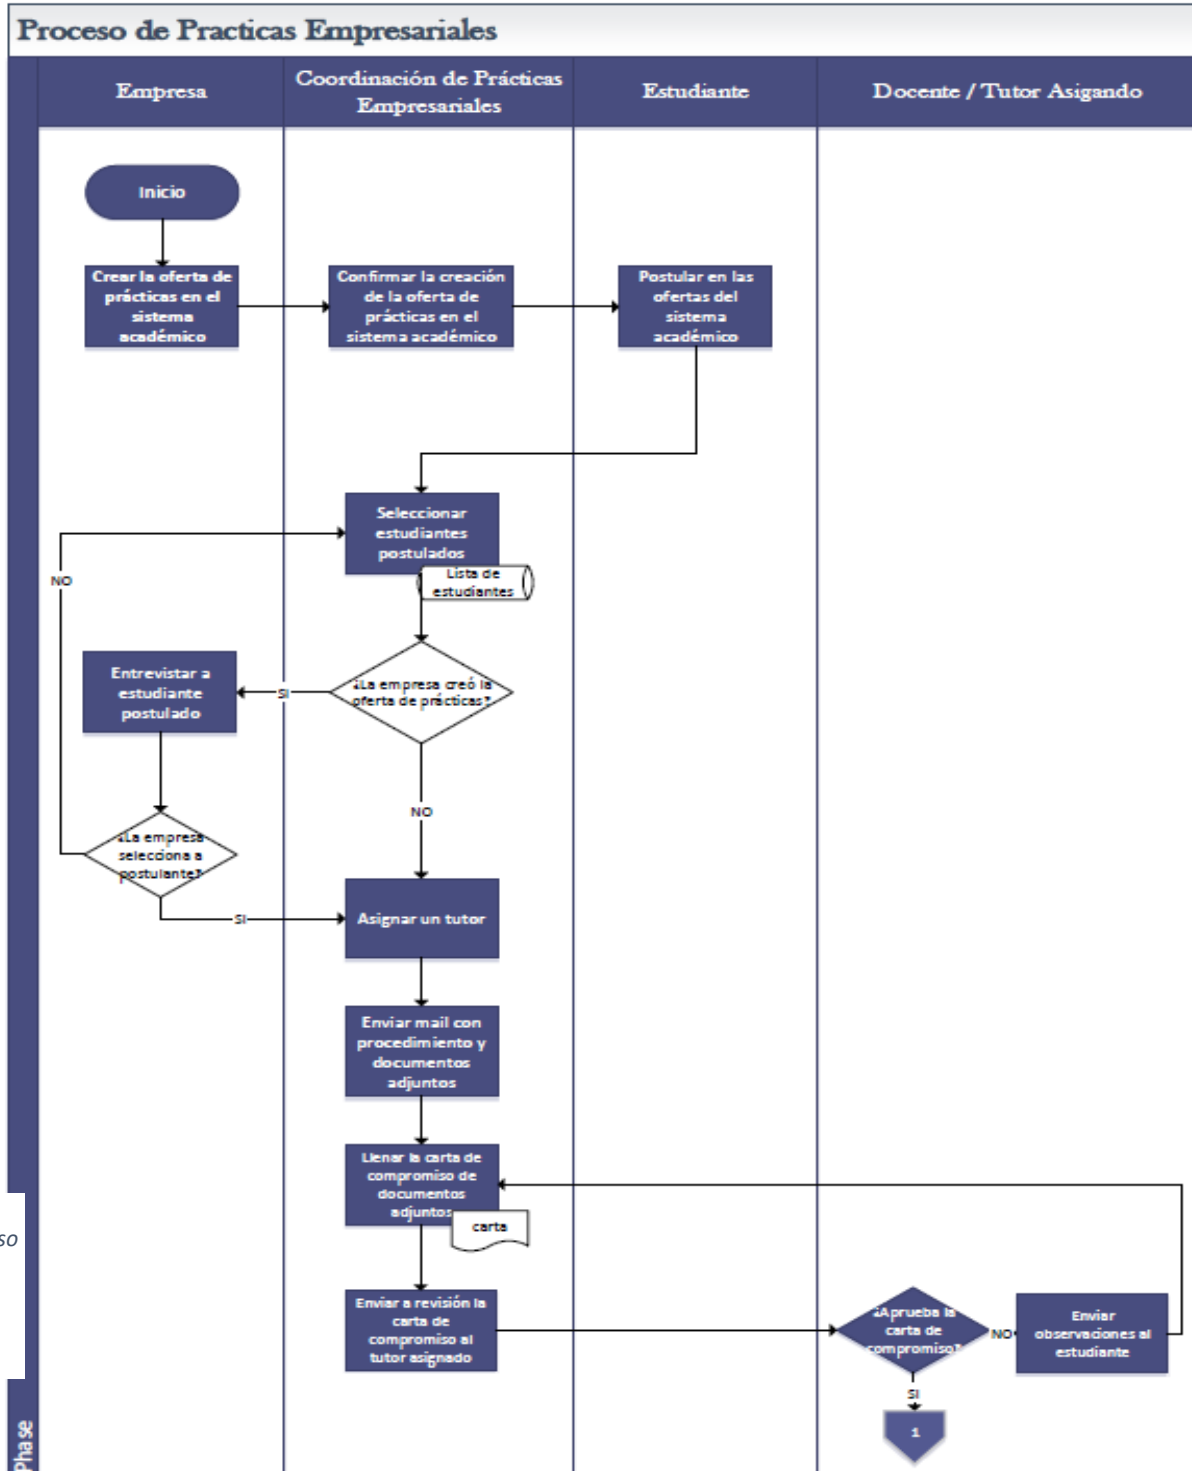 Proceso de Practicas Empresariales
Empresa
Coordinación de Prácticas
Empresariales
Estudiante
Docente / Tutor Asigando
Inicio
Crear la oferta de
prácticas en el
sistema
académico
Confirmar la creación
de la oferta de
prácticas en el
sistema académico
Postular en las
ofertas del
sistema
académico
Seleccionar
estudiantes
postulados
Lista de
estudiantes
NO
Entrevistar a
estudiante
postulado
SI
¿La empresa creó la
oferta de prácticas?
NO
¿La empresa
selecciona a
postulante?
SI
Asignar un tutor
Enviar mail con
procedimiento y
documentos
adjuntos
Llenar la carta de
compromiso de
documentos
adjuntos
carta
so
Enviar a revisión la
carta de
compromiso al
tutor asignado
¿Aprueba la
carta de
compromiso?
NO
Enviar
observaciones al
estudiante
SI
1
Phase